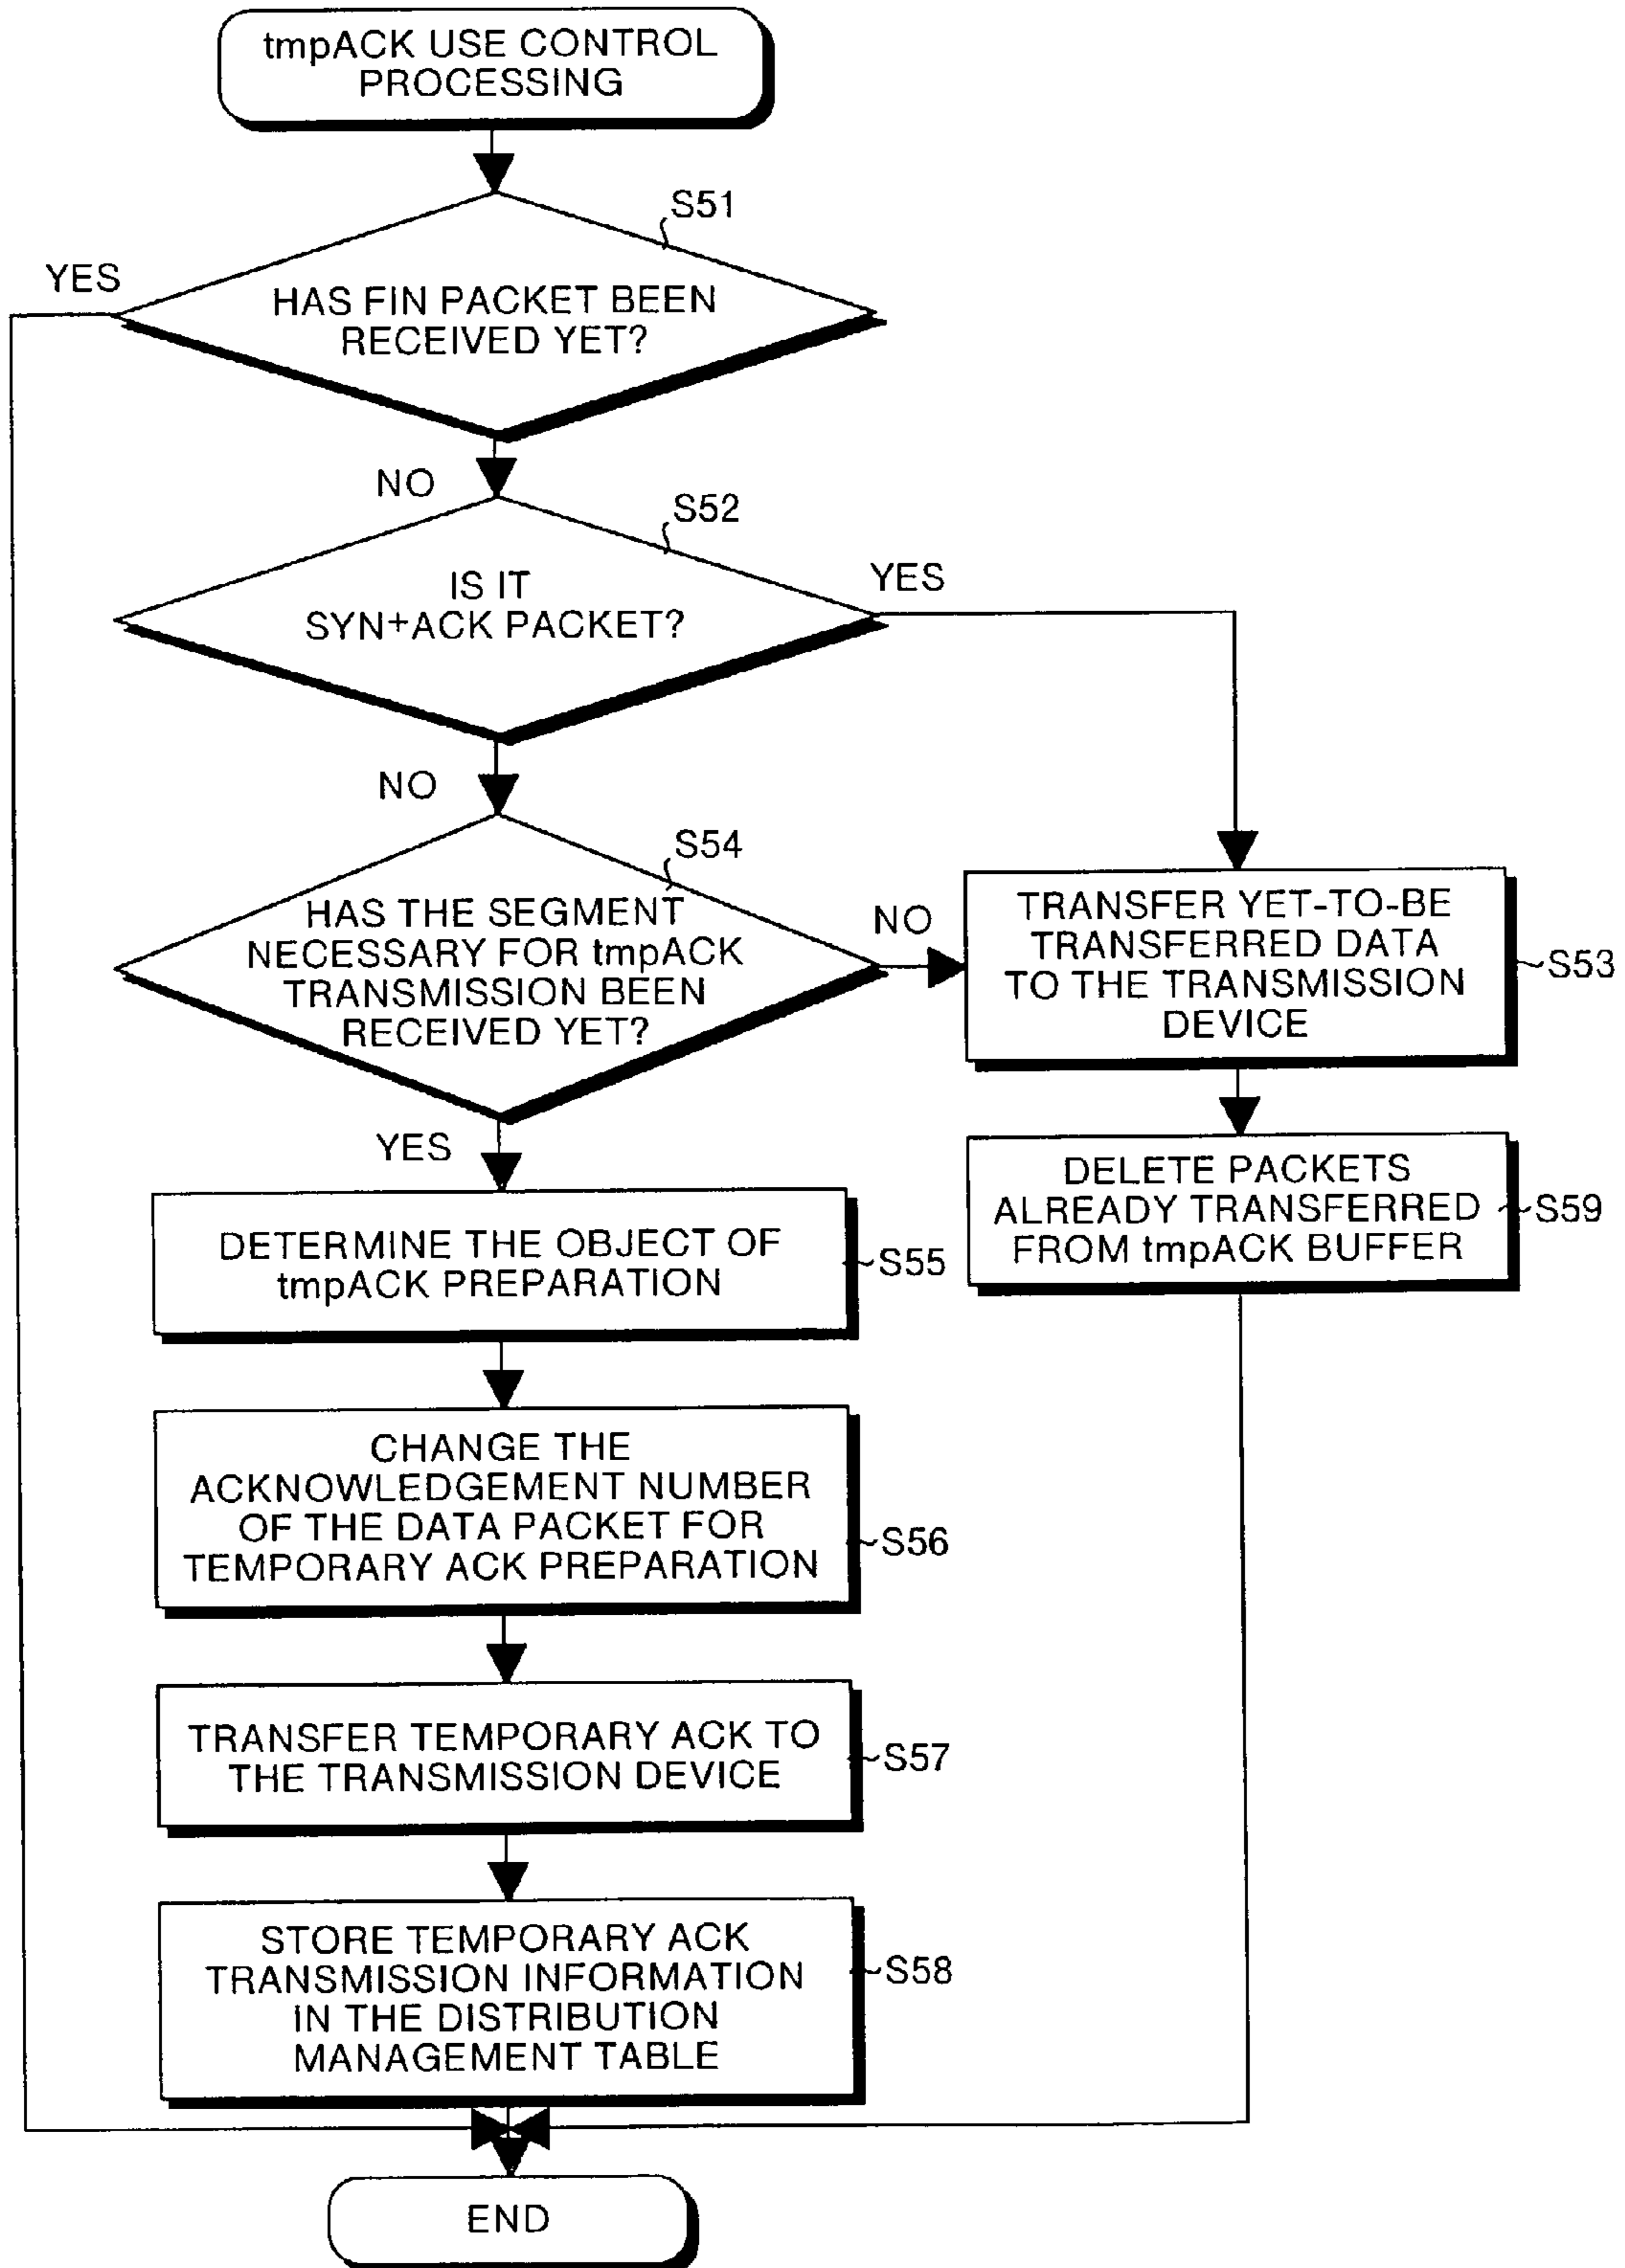 tmpACK USE CONTROL
PROCESSING
S51
YES
HAS FIN PACKET BEEN
RECEIVED YET?
NO
S52
IS IT
SYN+ACK PACKET?
YES
NO
S54
HAS THE SEGMENT
NECESSARY FOR tmpACK
TRANSMISSION BEEN
RECEIVED YET?
NO
TRANSFER YET-TO-BE
TRANSFERRED DATA
TO THE TRANSMISSION
DEVICE
S53
YES
DELETE PACKETS
ALREADY TRANSFERRED
FROM tmpACK BUFFER
S59
DETERMINE THE OBJECT OF
tmpACK PREPARATION
S55
CHANGE THE
ACKNOWLEDGEMENT NUMBER
OF THE DATA PACKET FOR
TEMPORARY ACK PREPARATION
S56
TRANSFER TEMPORARY ACK TO
THE TRANSMISSION DEVICE
S57
STORE TEMPORARY ACK
TRANSMISSION INFORMATION
IN THE DISTRIBUTION
MANAGEMENT TABLE
S58
END